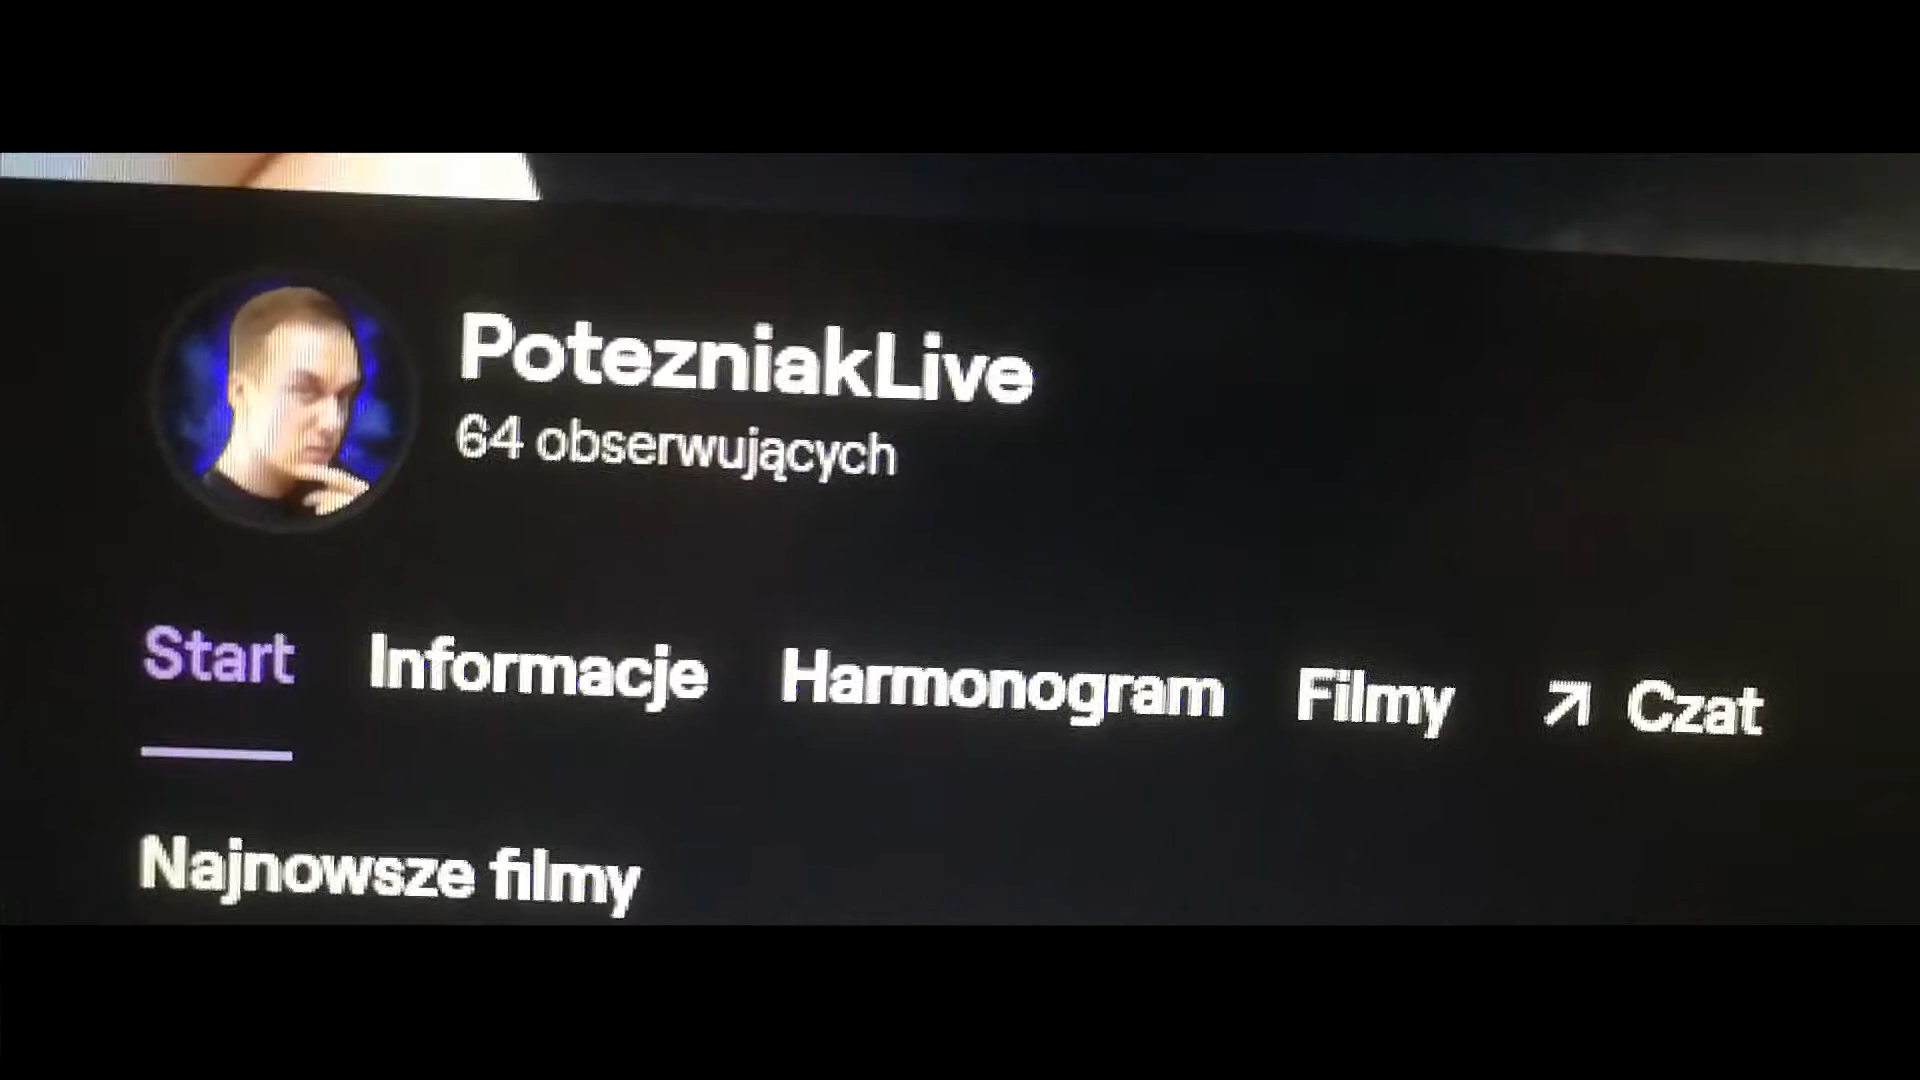 PotezniakLive
64 obserwujących
Start Informacje Harmonogram Filmy Czat
Najnowsze filmy